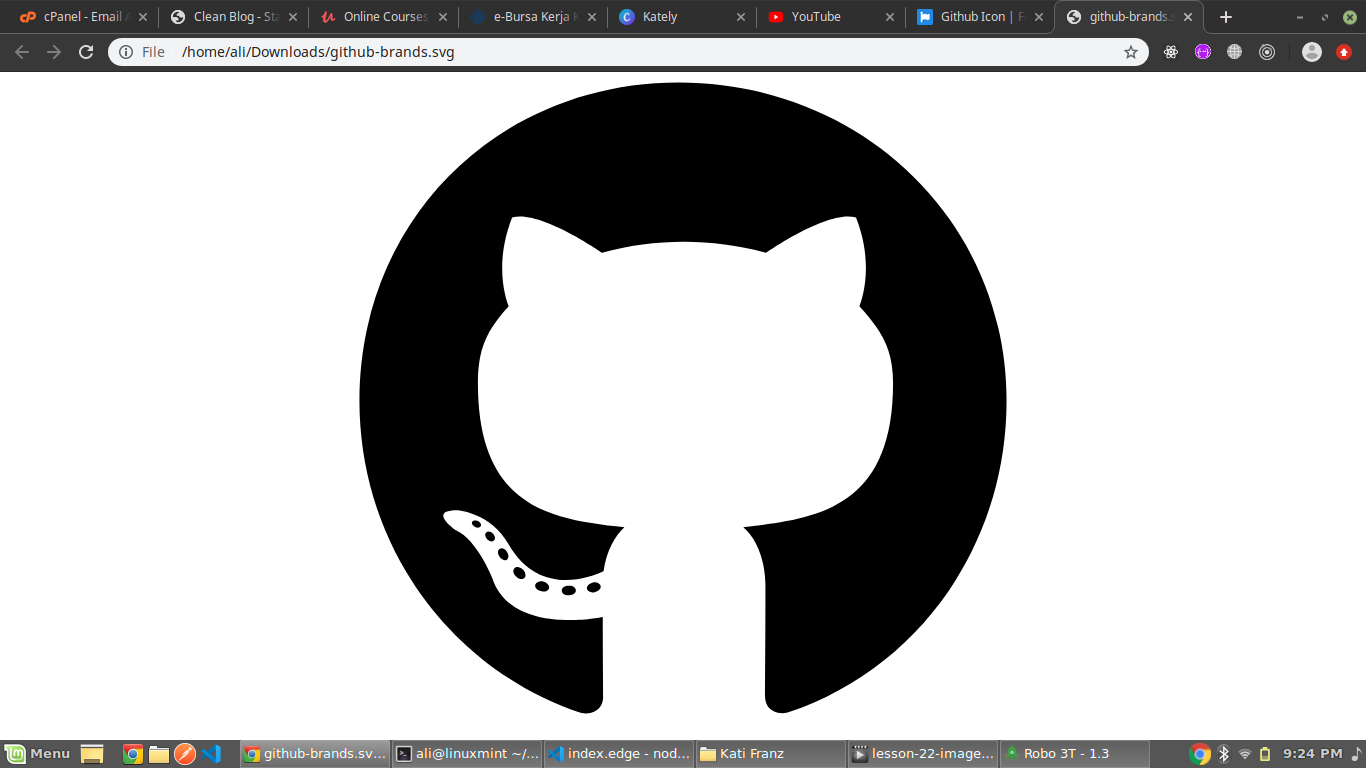 cPanel - Email A
Clean Blog - Sta
Online Courses
e-Bursa Kerja K
Kately
YouTube
Github Icon | F
github-brands.s
File
/home/ali/Downloads/github-brands.svg
Menu
github-brands.sv...
ali@linuxmint ~/...
index.edge - nod...
Kati Franz
lesson-22-image...
Robo 3T - 1.3
9:24 PM